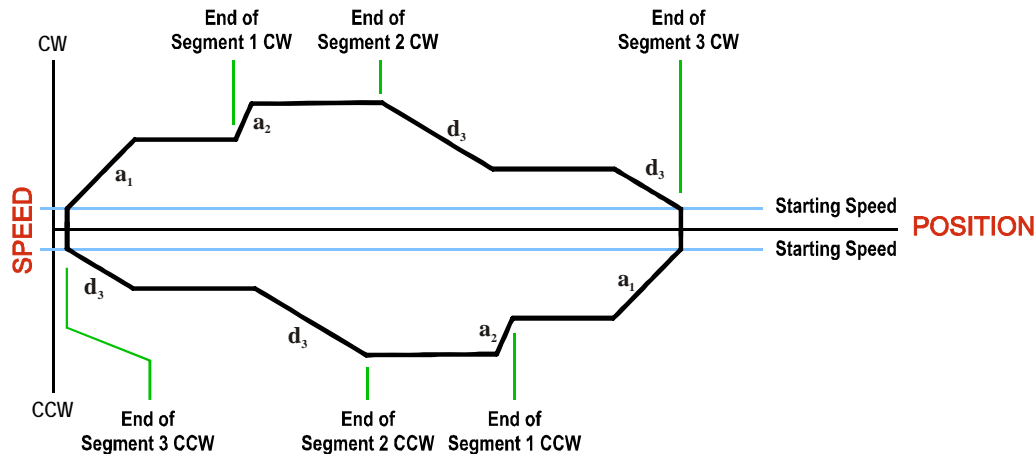 End of
Segment 1 CW
End of
Segment 2 CW
End of
Segment 3 CW
CW
a2
d3
a1
d3
Starting Speed
SPEED
POSITION
Starting Speed
d3
a1
d3
a2
CCW
End of
Segment 3 CCW
End of
Segment 2 CCW
End of
Segment 1 CCW